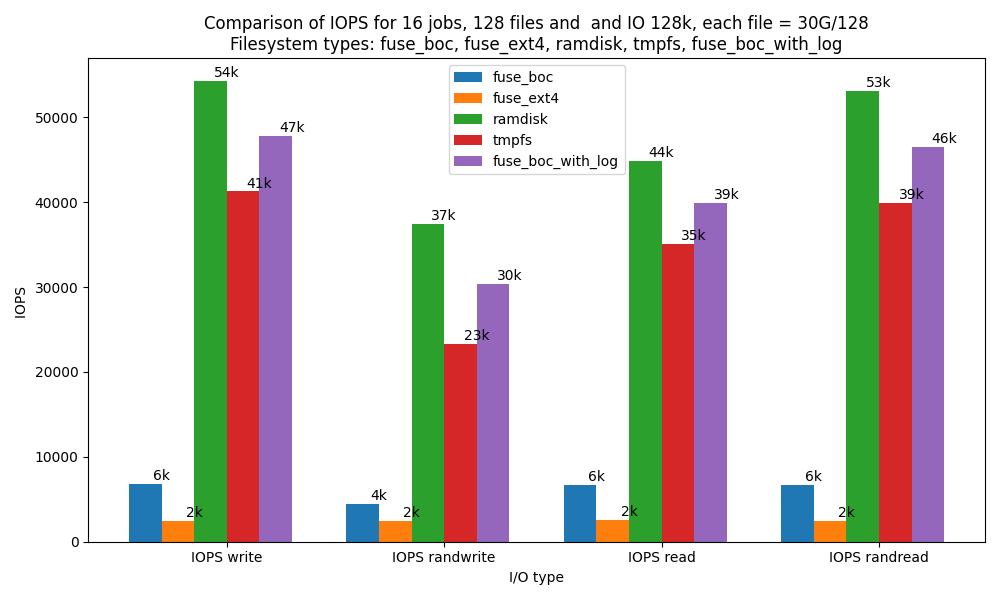 Comparison of IOPS for 16 jobs, 128 files and  and IO 128k, each file = 30G/128
Filesystem types: fuse_boc, fuse_ext4, ramdisk, tmpfs, fuse_boc_with_log
fuse_boc
fuse_ext4
ramdisk
tmpfs
fuse_boc_with_log
IOPS
50000
40000
30000
20000
10000
0
6k
2k
54k
41k
47k
4k
2k
37k
23k
30k
6k
2k
44k
35k
39k
6k
2k
53k
39k
46k
IOPS write
IOPS randwrite
IOPS read
IOPS randread
I/O type